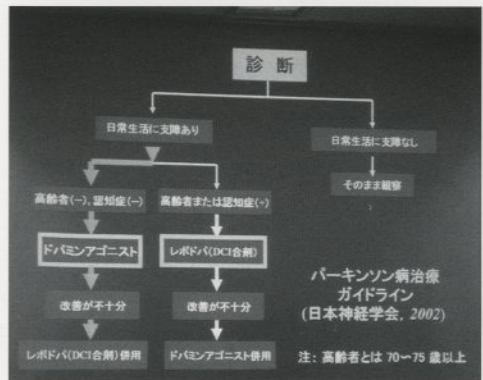 診断
日常生活に支障あり
日常生活に支障なし
そのまま観察
高齢者(−), 認知症(−)
高齢者または認知症(+)
ドパミンアゴニスト
レボドパ(DCI合剤)
改善が不十分
改善が不十分
レボドパ(DCI合剤)併用
ドパミンアゴニスト併用
パーキンソン病治療
ガイドライン
(日本神経学会, 2002)
注: 高齢者とは 70〜75 歳以上